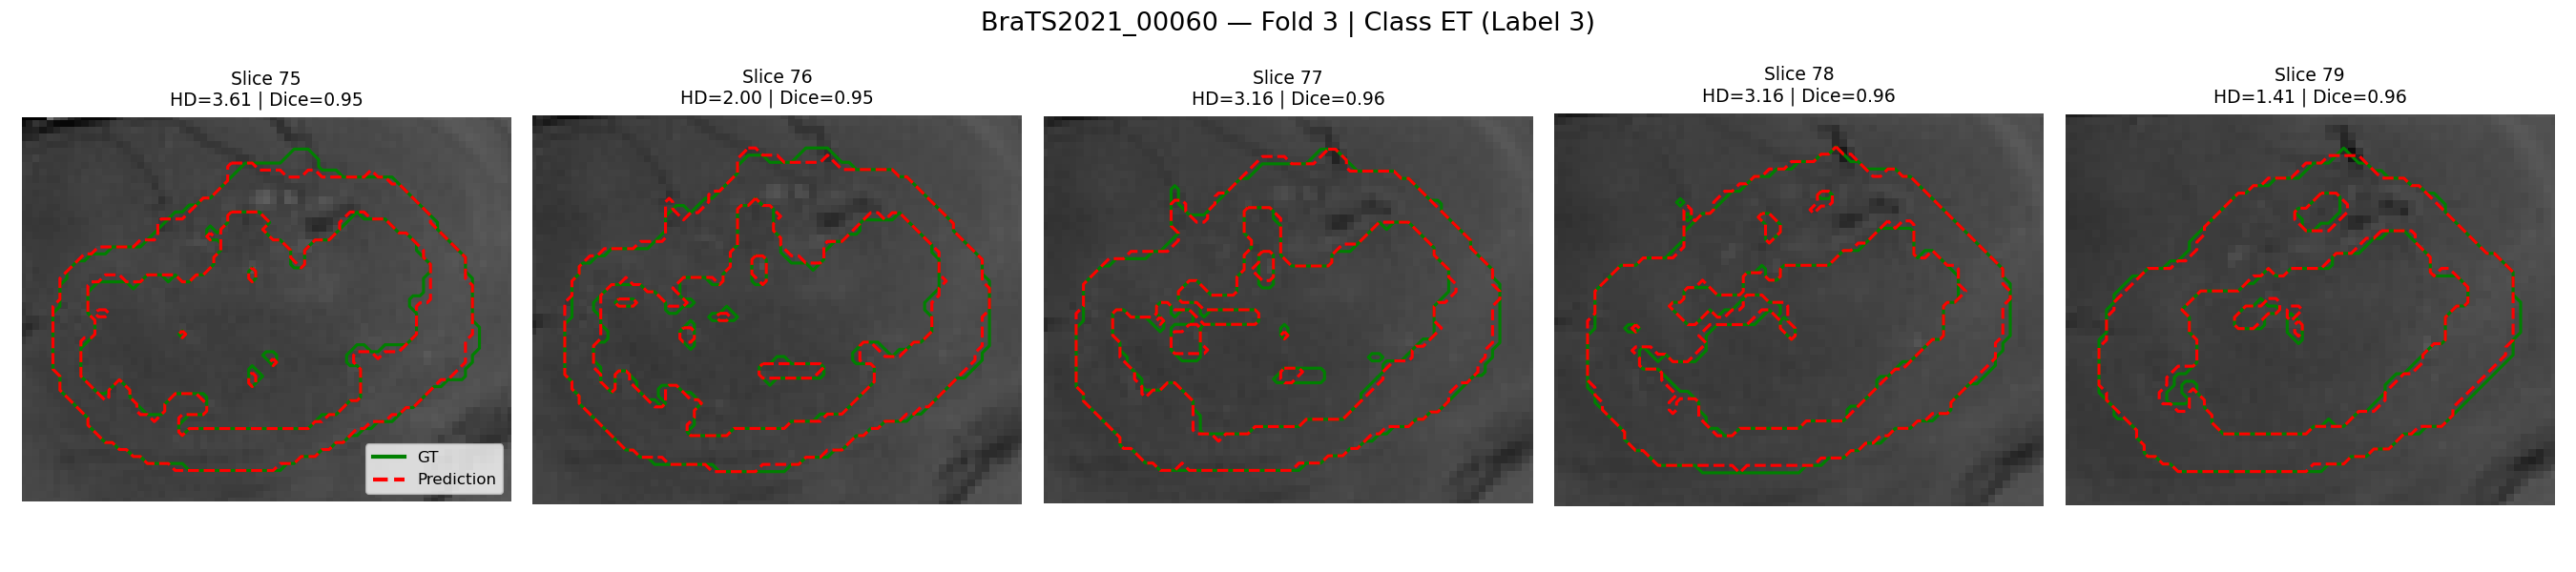 BraTS2021_00060 — Fold 3 | Class ET (Label 3)
Slice 75
HD=3.61 | Dice=0.95
Slice 76
HD=2.00 | Dice=0.95
Slice 77
HD=3.16 | Dice=0.96
Slice 78
HD=3.16 | Dice=0.96
Slice 79
HD=1.41 | Dice=0.96
GT
Prediction